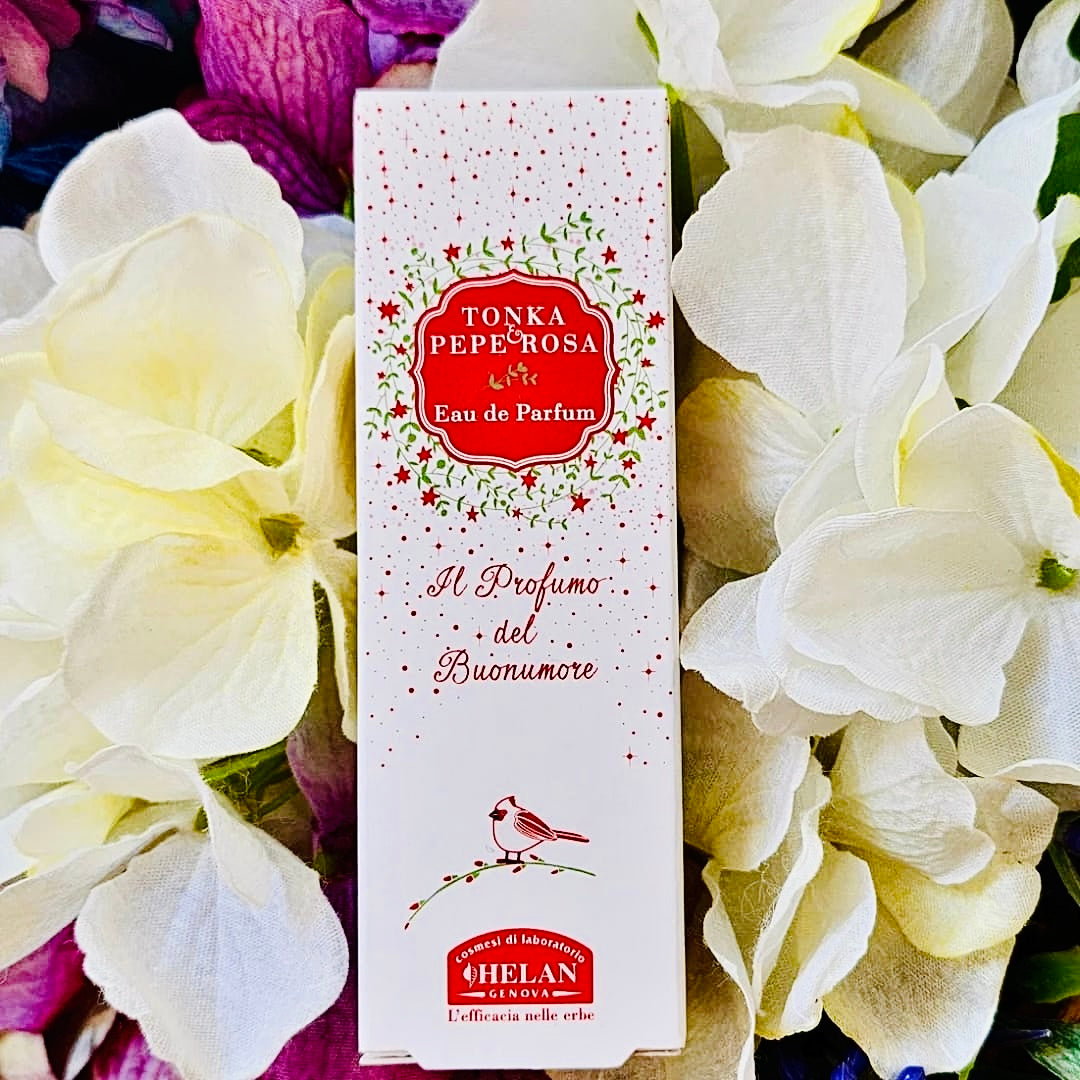 TONKA
&
PEPE ROSA
Eau de Parfum
Il Profumo
del
Buonumore
cosmesi di laboratorio
HELAN
GENOVA
L'efficacia nelle erbe